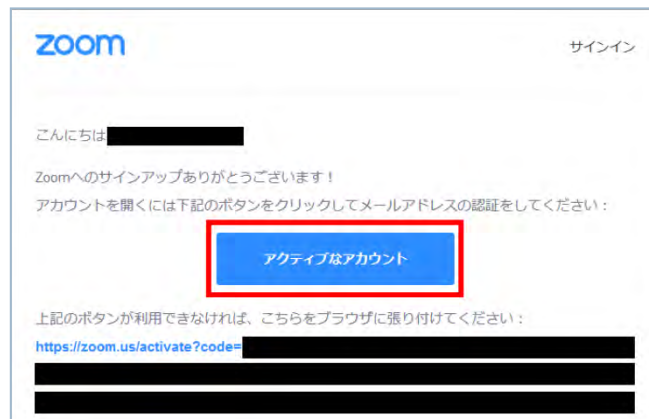 zoom
サインイン
こんにちは
Zoomへのサインアップありがとうございます！
アカウントを開くには下記のボタンをクリックしてメールアドレスの認証をしてください：
アクティブなアカウント
上記のボタンが利用できなければ、こちらをブラウザに張り付けてください：
https://zoom.us/activate?code=